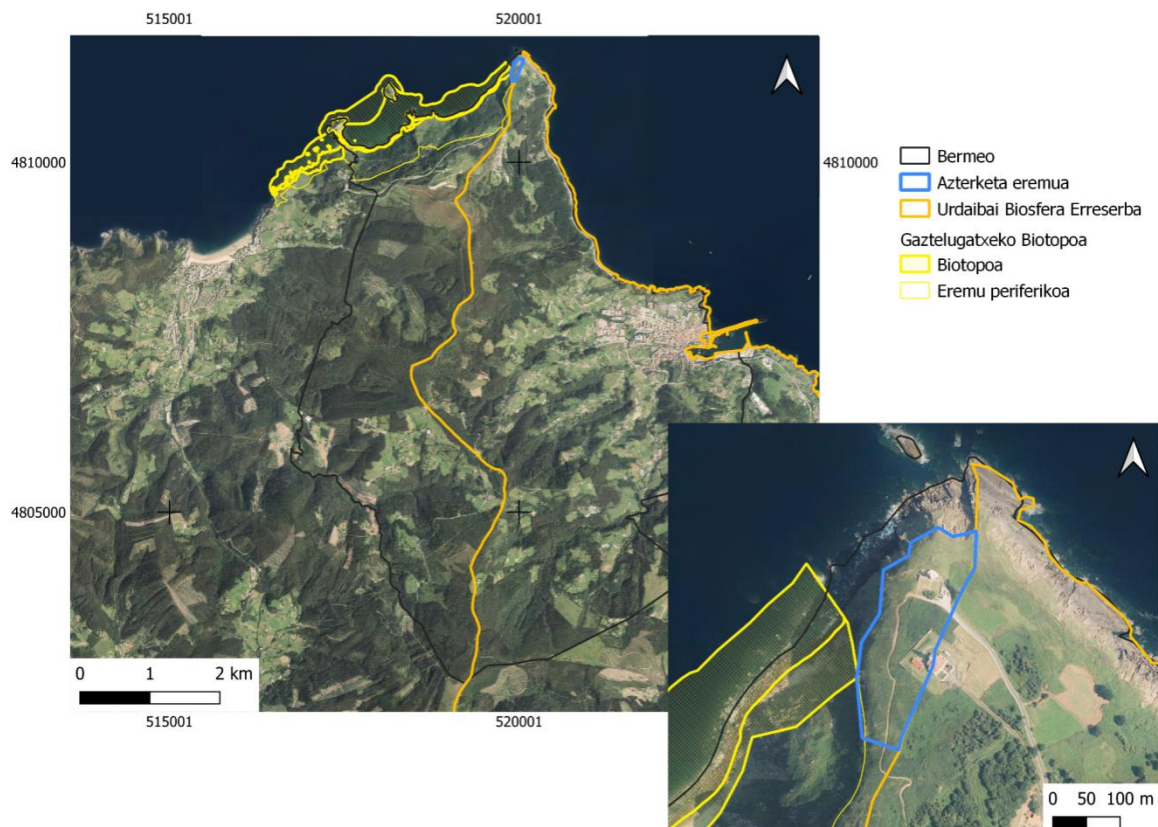 515001
520001
4810000
4810000
4805000
Bermeo
Azterketa eremua
Urdaibai Biosfera Erreserba
Gaztelugatxeko Biotopoa
Biotopoa
Eremu periferikoa
0 1 2 km
515001
520001
0 50 100 m